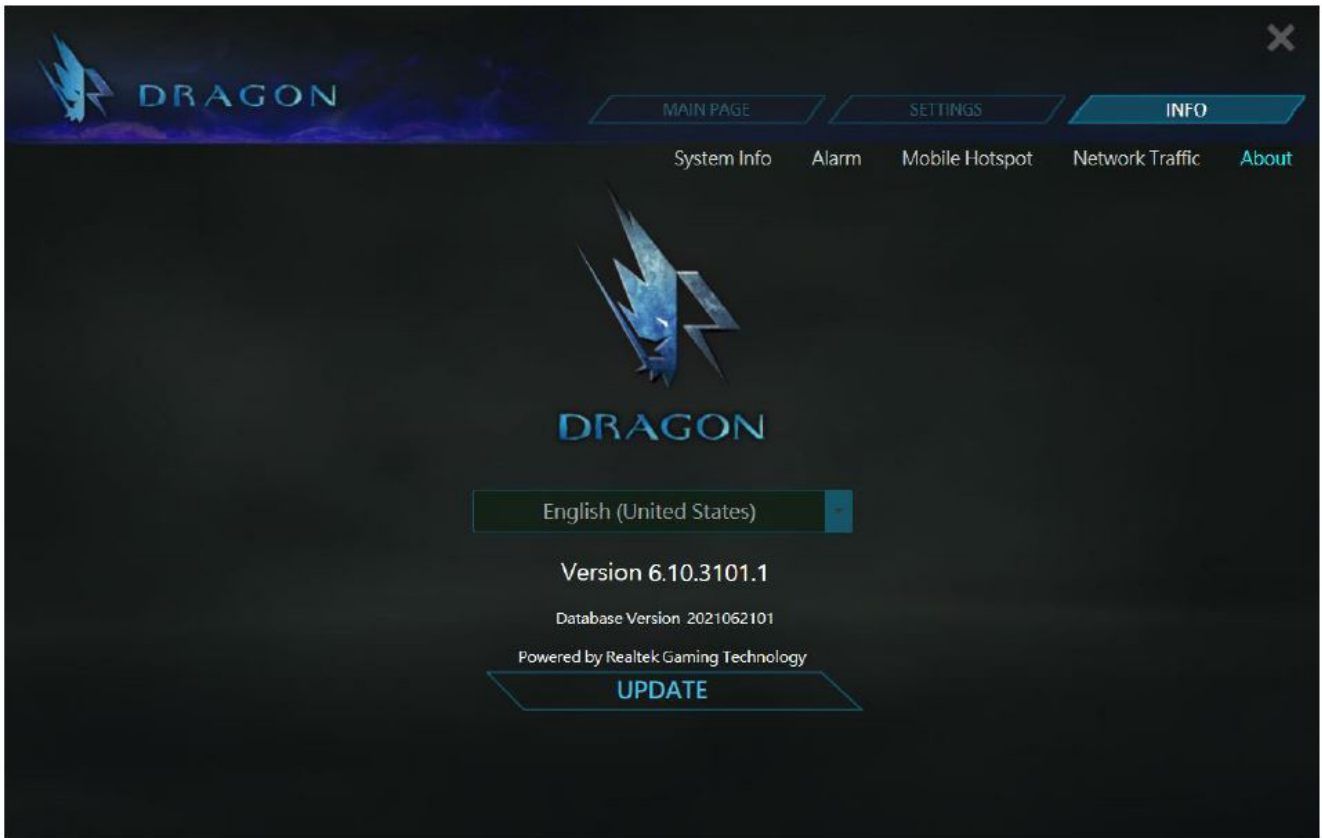 DRAGON
MAIN PAGE SETTINGS INFO
System Info Alarm Mobile Hotspot Network Traffic About
DRAGON
English (United States)
Version 6.10.3101.1
Database Version 2021062101
Powered by Realtek Gaming Technology
UPDATE